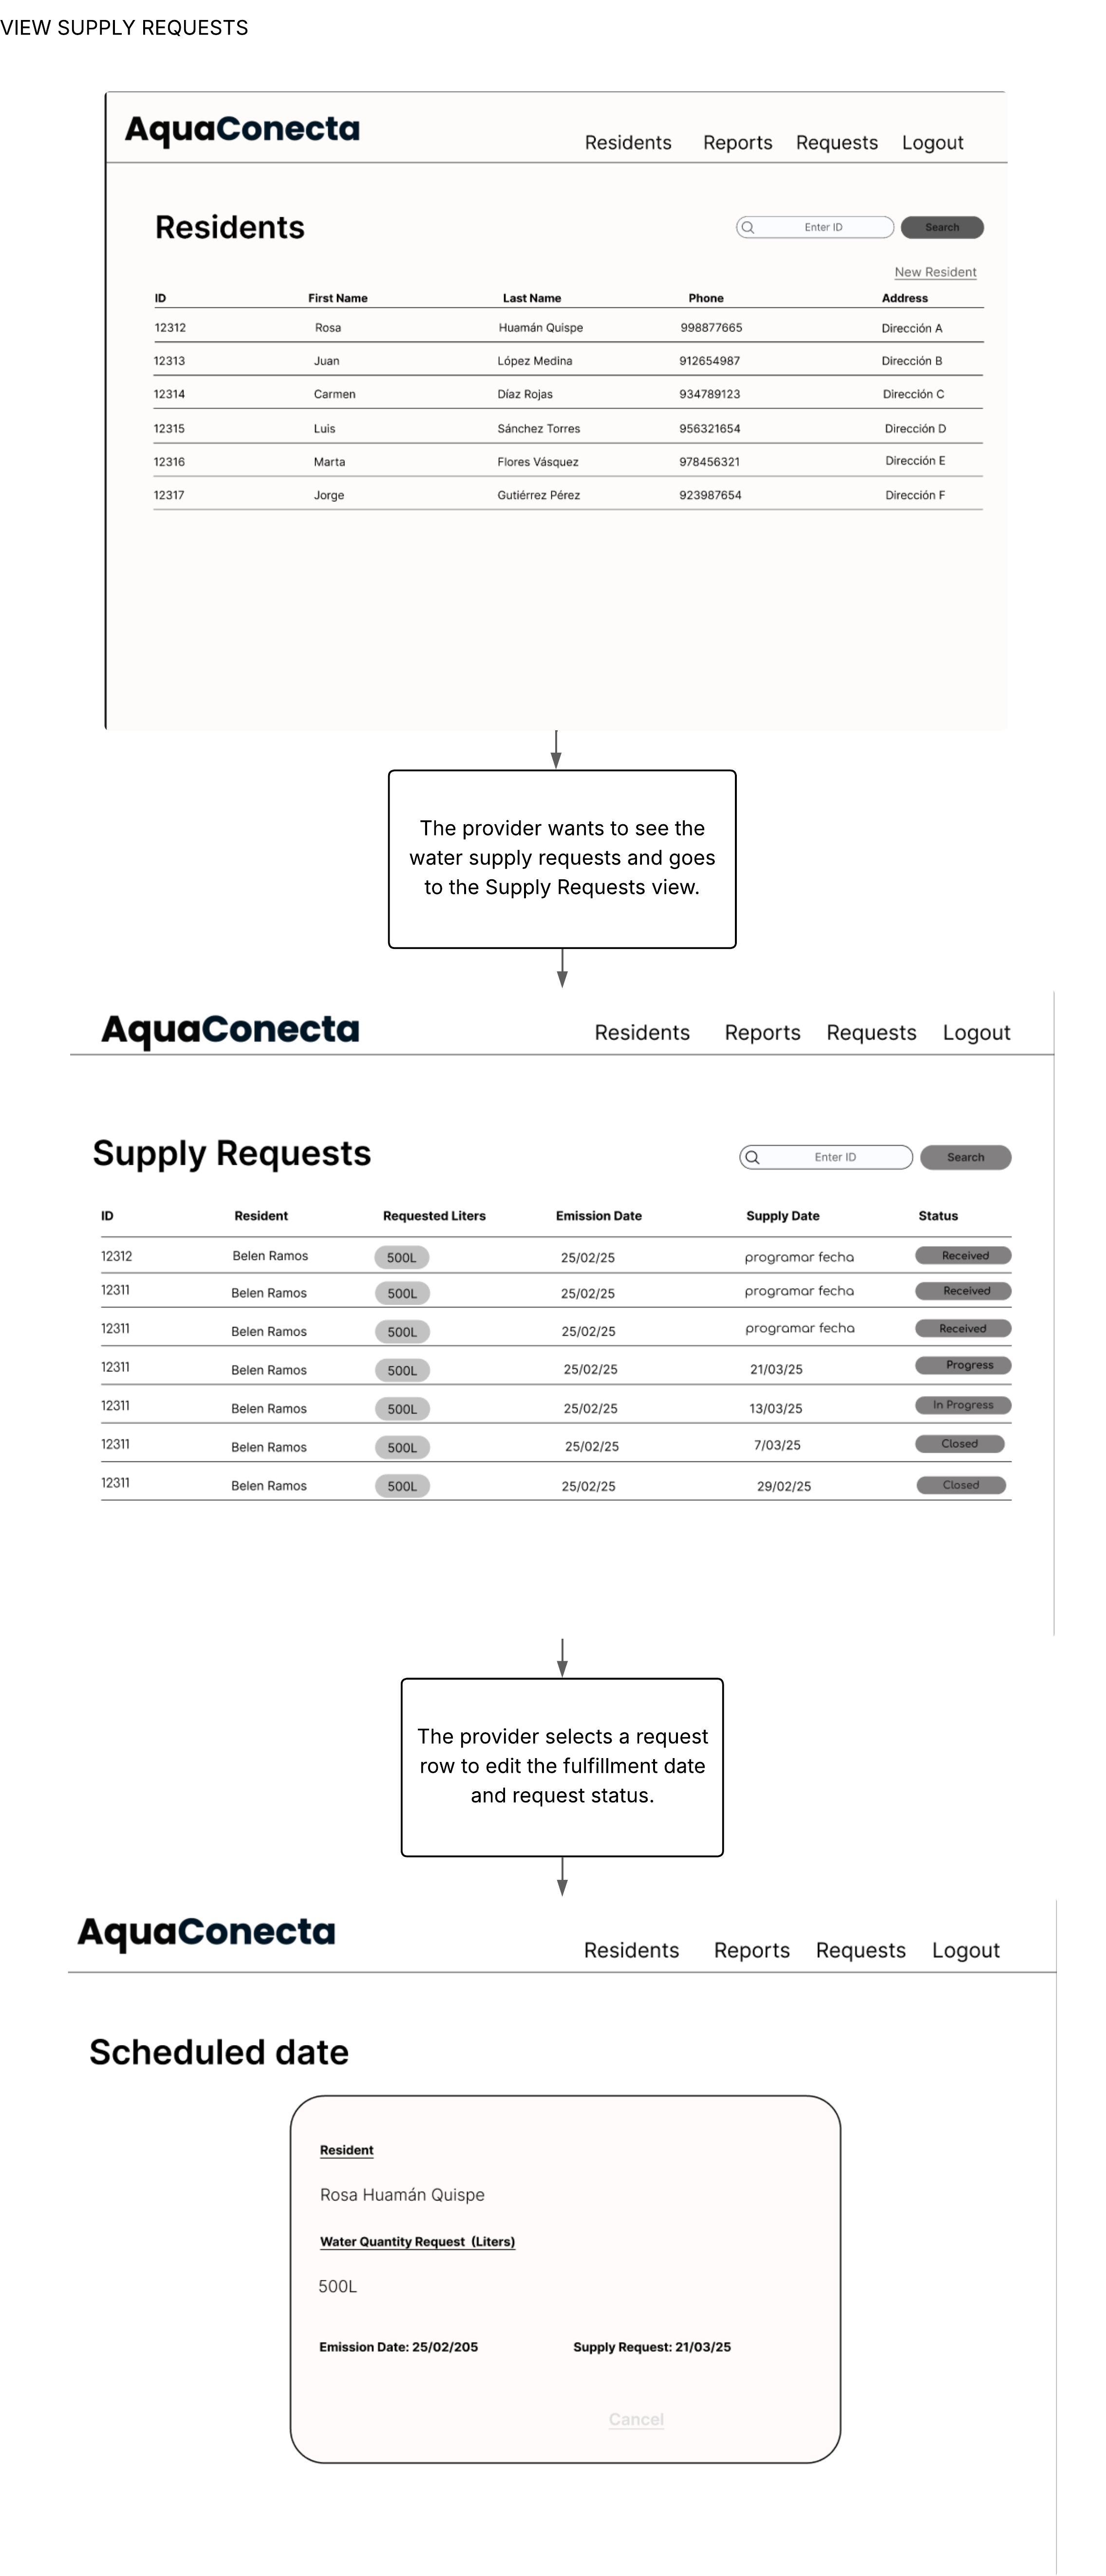 VIEW SUPPLY REQUESTS
AquaConecta
Residents Reports Requests Logout
Residents
Enter ID Search
New Resident
ID First Name Last Name Phone Address
12312 Rosa Huamán Quispe 998877665 Dirección A
12313 Juan López Medina 912654987 Dirección B
12314 Carmen Díaz Rojas 934789123 Dirección C
12315 Luis Sánchez Torres 956321654 Dirección D
12316 Marta Flores Vásquez 978456321 Dirección E
12317 Jorge Gutiérrez Pérez 923987654 Dirección F
The provider wants to see the
water supply requests and goes
to the Supply Requests view.
AquaConecta
Residents Reports Requests Logout
Supply Requests
Enter ID Search
ID Resident Requested Liters Emission Date Supply Date Status
12312 Belen Ramos 500L 25/02/25 programar fecha Received
12311 Belen Ramos 500L 25/02/25 programar fecha Received
12311 Belen Ramos 500L 25/02/25 programar fecha Received
12311 Belen Ramos 500L 25/02/25 21/03/25 Progress
12311 Belen Ramos 500L 25/02/25 13/03/25 In Progress
12311 Belen Ramos 500L 25/02/25 7/03/25 Closed
12311 Belen Ramos 500L 25/02/25 29/02/25 Closed
The provider selects a request
row to edit the fulfillment date
and request status.
AquaConecta
Residents Reports Requests Logout
Scheduled date
Resident
Rosa Huamán Quispe
Water Quantity Request (Liters)
500L
Emission Date: 25/02/205 Supply Request: 21/03/25
Cancel